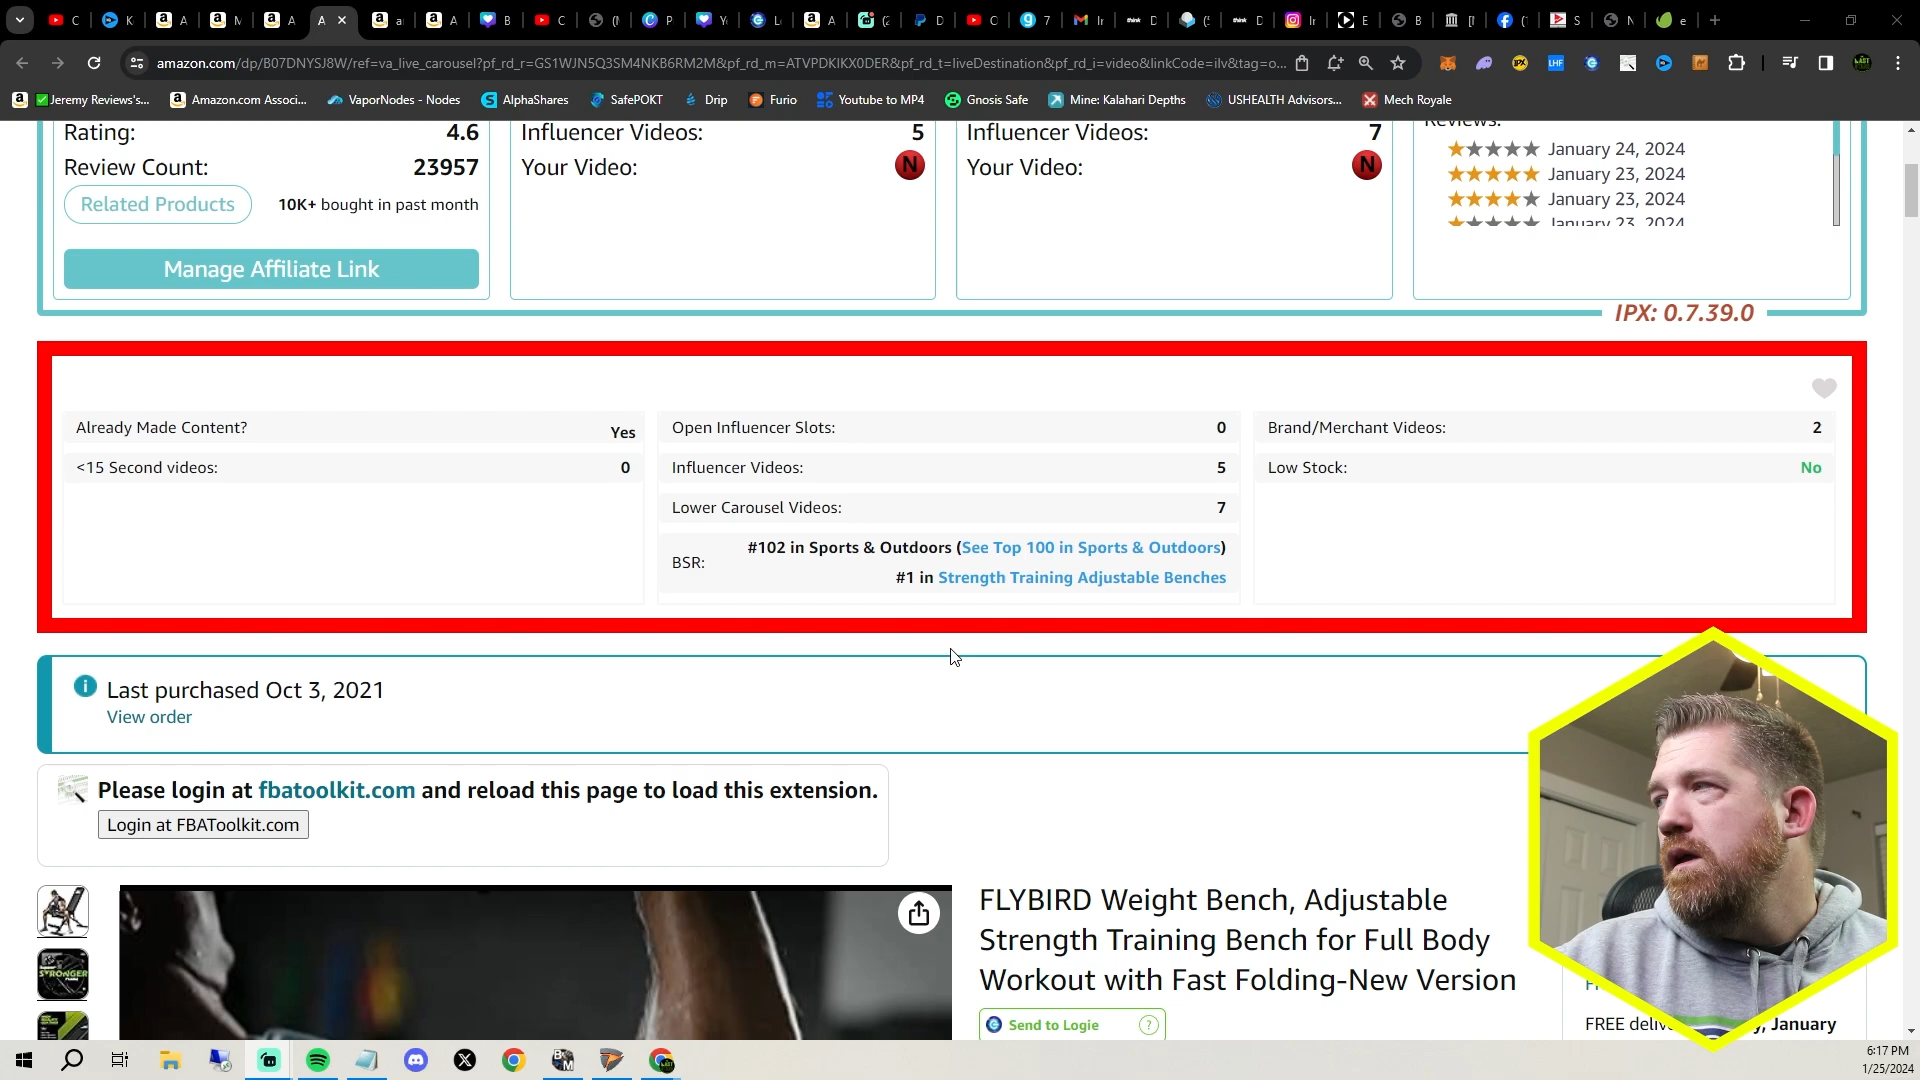 amazon.com/dp/B07DNYSJ8W/ref=va_live_carousel?pf_rd_r=GS1WJN5Q3SM4NKB6RM2M&pf_rd_m=ATVPDKIKX0DER&pf_rd_t=liveDestination&pf_rd_i=video&linkCode=ilv&tag=o...
Jeremy Reviews's...
Amazon.com Associ...
VaporNodes - Nodes
AlphaShares
SafePOKT
Drip
Furio
Youtube to MP4
Gnosis Safe
Mine: Kalahari Depths
USHEALTH Advisors...
Mech Royale
Rating: 4.6
Review Count: 23957
Related Products
10K+ bought in past month
Manage Affiliate Link
Influencer Videos: 5
Your Video: N
Influencer Videos: 7
Your Video: N
Reviews:
January 24, 2024
January 23, 2024
January 23, 2024
January 23, 2024
IPX: 0.7.39.0
Already Made Content? Yes
<15 Second videos: 0
Open Influencer Slots: 0
Influencer Videos: 5
Lower Carousel Videos: 7
BSR: #102 in Sports & Outdoors (See Top 100 in Sports & Outdoors)
#1 in Strength Training Adjustable Benches
Brand/Merchant Videos: 2
Low Stock: No
Last purchased Oct 3, 2021
View order
Please login at fbatoolkit.com and reload this page to load this extension.
Login at FBAToolkit.com
STRONGER
FLYBIRD Weight Bench, Adjustable
Strength Training Bench for Full Body
Workout with Fast Folding-New Version
Send to Logie ?
FREE deliv
y, January
6:17 PM
1/25/2024